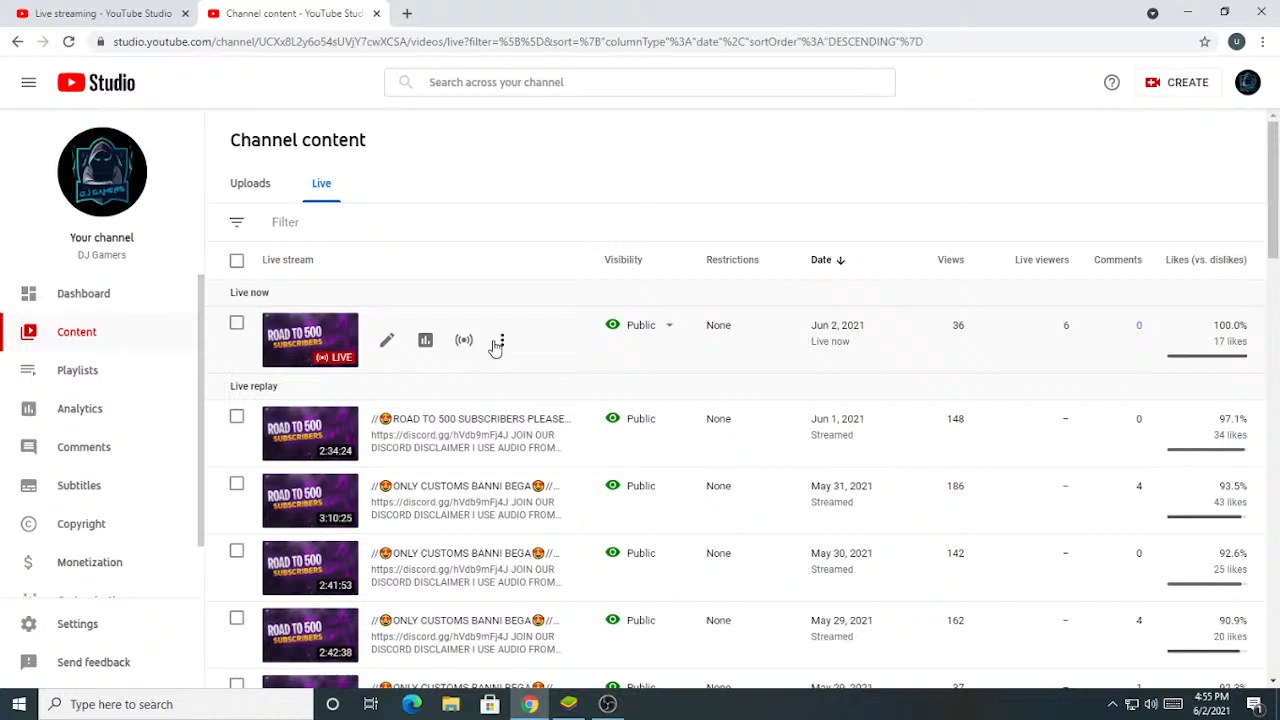 Live streaming - YouTube Studio
Channel content - YouTube Stud
studio.youtube.com/channel/UCXx8L2y6o54sUVjY7cwXCSA/videos/live?filter=%5B%5D&sort=%7B"columnType"%3A"date"%2C"sortOrder"%3A"DESCENDING"%7D
u
Studio
Search across your channel
CREATE
DJ GAMERS
Your channel
DJ Gamers
Dashboard
Content
Playlists
Analytics
Comments
Subtitles
Copyright
Monetization
Settings
Send feedback
Channel content
Uploads Live
Filter
Live stream Visibility Restrictions Date Views Live viewers Comments Likes (vs. dislikes)
Live now
ROAD TO 500
SUBSCRIBERS
LIVE
Public None Jun 2, 2021 36 6 0 100.0%
Live now 17 likes
Live replay
ROAD TO 500
SUBSCRIBERS
2:34:24
//😍ROAD TO 500 SUBSCRIBERS PLEASE... Public None Jun 1, 2021 148 – 0 97.1%
https://discord.gg/hVdb9mFj4J JOIN OUR Streamed 34 likes
DISCORD DISCLAIMER I USE AUDIO FROM...
ROAD TO 500
SUBSCRIBERS
3:10:25
//😍ONLY CUSTOMS BANNI BEGA😍//... Public None May 31, 2021 186 – 4 93.5%
https://discord.gg/hVdb9mFj4J JOIN OUR Streamed 43 likes
DISCORD DISCLAIMER I USE AUDIO FROM...
ROAD TO 500
SUBSCRIBERS
2:41:53
//😍ONLY CUSTOMS BANNI BEGA😍//... Public None May 30, 2021 142 – 0 92.6%
https://discord.gg/hVdb9mFj4J JOIN OUR Streamed 25 likes
DISCORD DISCLAIMER I USE AUDIO FROM...
ROAD TO 500
SUBSCRIBERS
2:42:38
//😍ONLY CUSTOMS BANNI BEGA😍//... Public None May 29, 2021 162 – 4 90.9%
https://discord.gg/hVdb9mFj4J JOIN OUR Streamed 20 likes
DISCORD DISCLAIMER I USE AUDIO FROM...
Type here to search
4:55 PM
6/2/2021